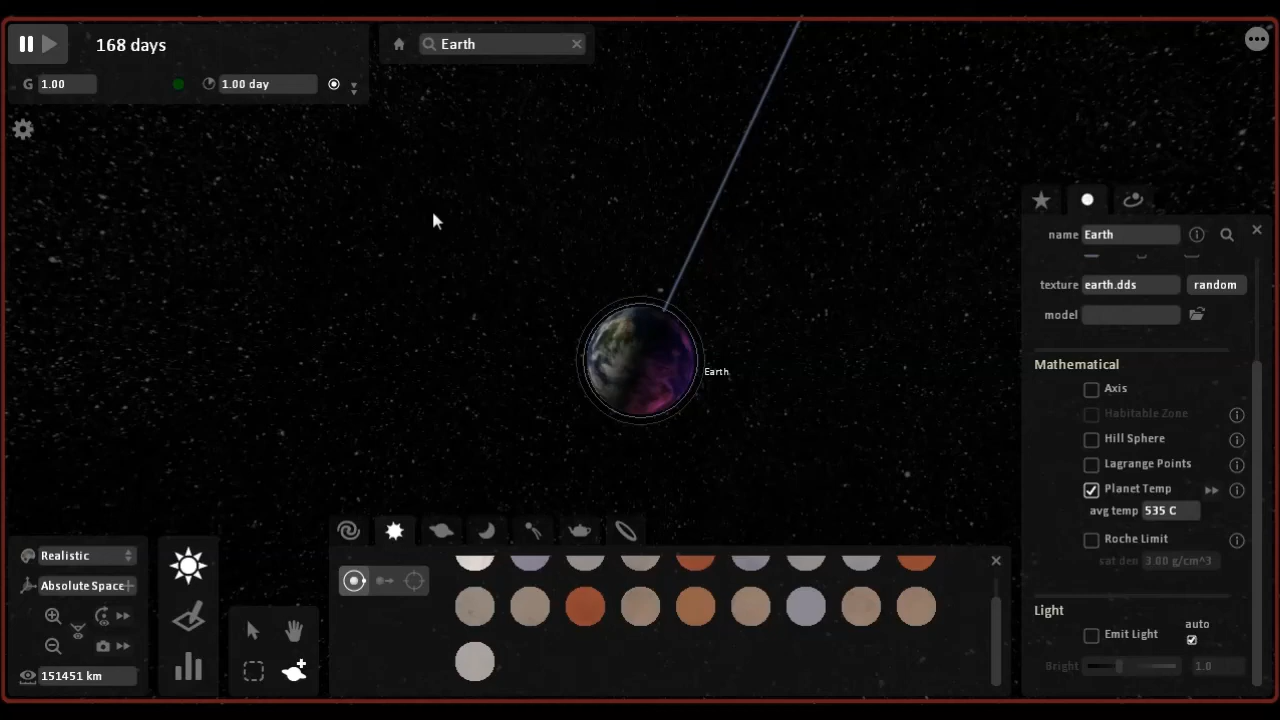 168 days
Earth
G 1.00
1.00 day
name Earth
texture earth.dds random
model
Mathematical
Axis
Habitable Zone
Hill Sphere
Lagrange Points
Planet Temp
avg temp 535 C
Roche Limit
sat den 3.00 g/cm^3
Light
auto
Emit Light
Bright 1.0
Earth
Realistic
Absolute Space
151451 km